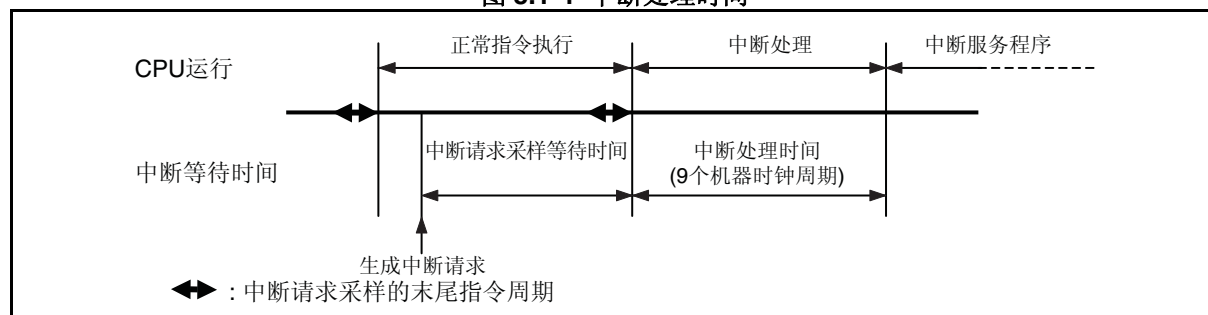 正常指令执行
中断处理
中断服务程序
CPU运行
中断请求采样等待时间
中断处理时间
(9个机器时钟周期)
中断等待时间
生成中断请求
: 中断请求采样的末尾指令周期